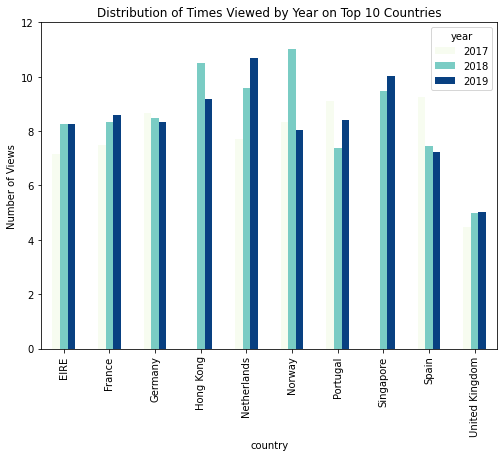 Distribution of Times Viewed by Year on Top 10 Countries
year
2017
2018
2019
12
10
8
6
4
2
0
Number of Views
EIRE
France
Germany
Hong Kong
Netherlands
Norway
Portugal
Singapore
Spain
United Kingdom
country